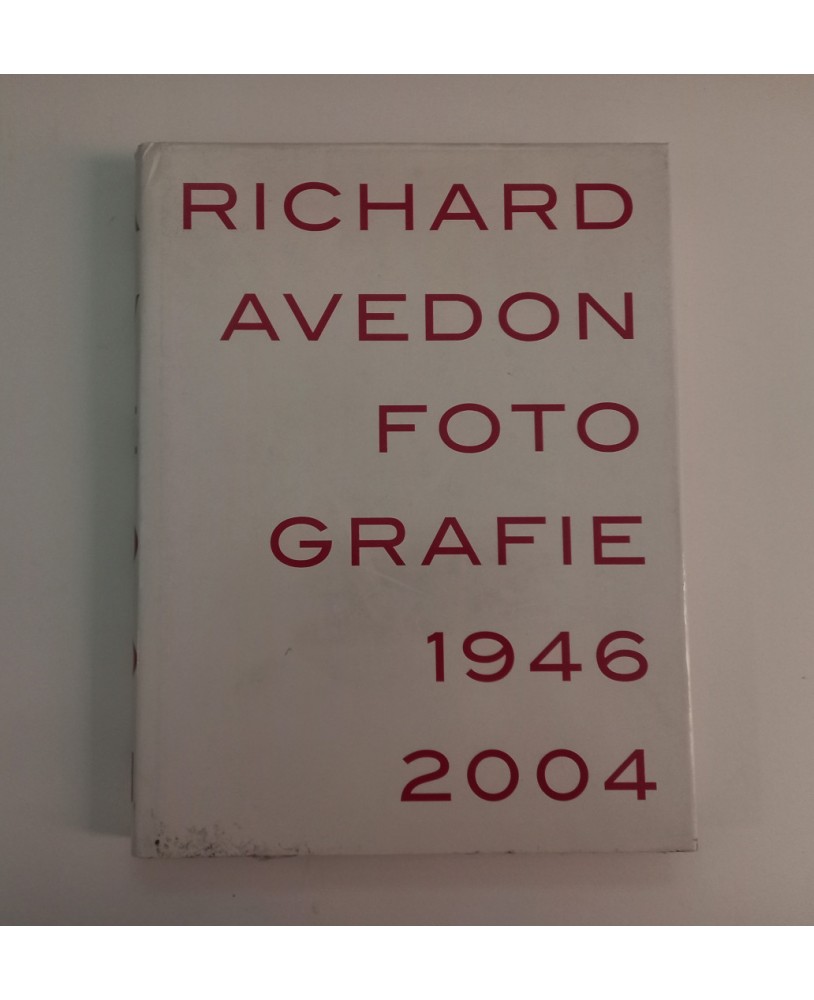 RICHARD
AVEDON
FOTO
GRAFIE
1946
2004